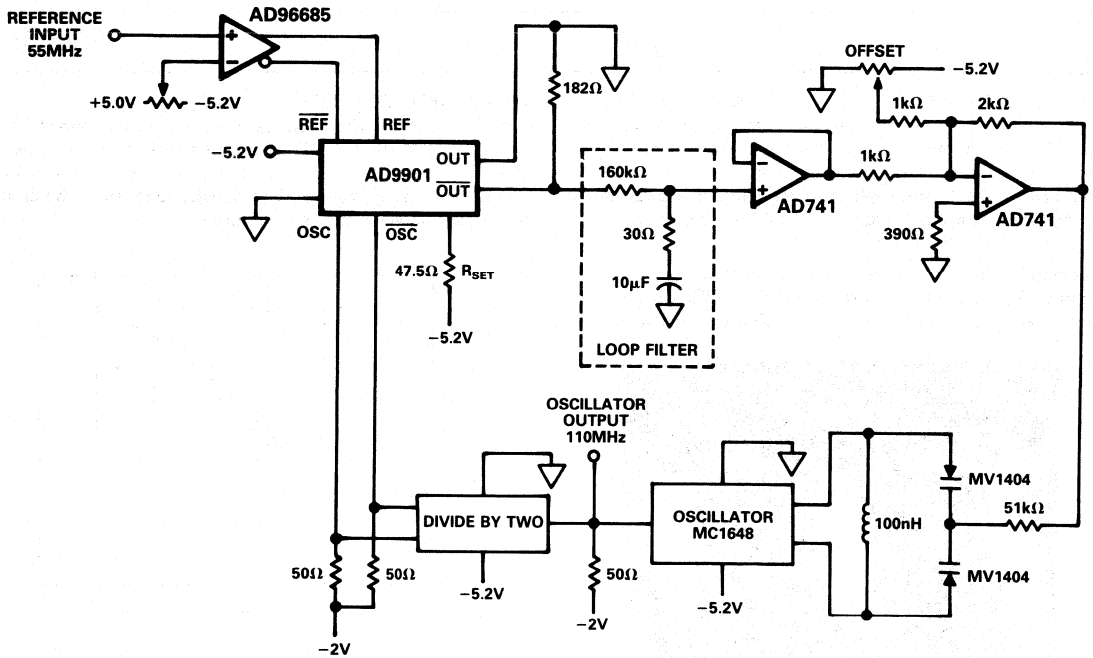 AD96685
REFERENCE
INPUT
55MHz
+
−
+5.0V
−5.2V
OFFSET
−5.2V
182Ω
1kΩ
2kΩ
REF
REF
−5.2V
OUT
AD9901
OUT
160kΩ
−
+
AD741
1kΩ
−
+
AD741
OSC
OSC
30Ω
390Ω
47.5Ω
RSET
10μF
−5.2V
LOOP FILTER
OSCILLATOR
OUTPUT
110MHz
MV1404
DIVIDE BY TWO
OSCILLATOR
MC1648
100nH
51kΩ
50Ω
50Ω
−5.2V
50Ω
−5.2V
MV1404
−2V
−2V